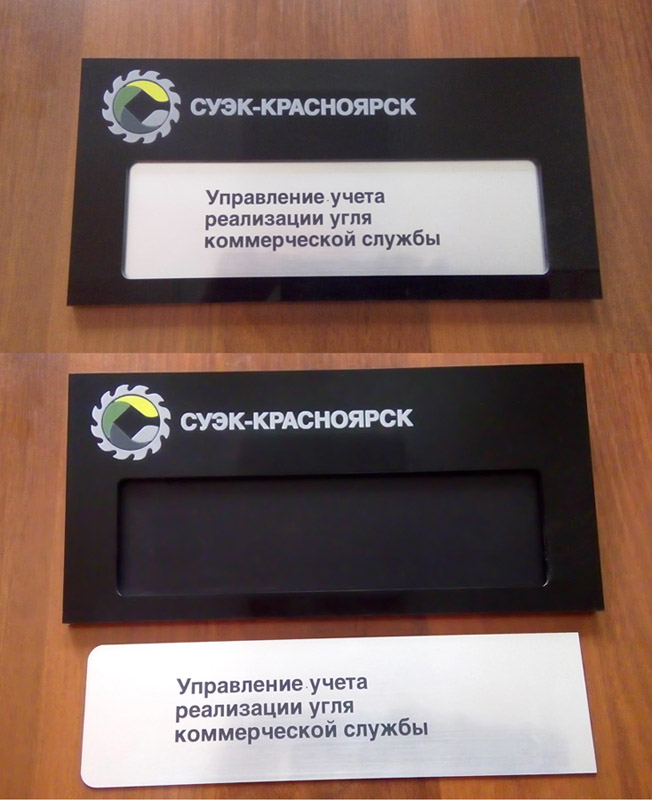 СУЭК-КРАСНОЯРСК
Управление учета
реализации угля
коммерческой службы
СУЭК-КРАСНОЯРСК
Управление учета
реализации угля
коммерческой службы